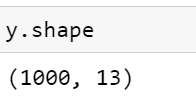 y.shape
(1000, 13)